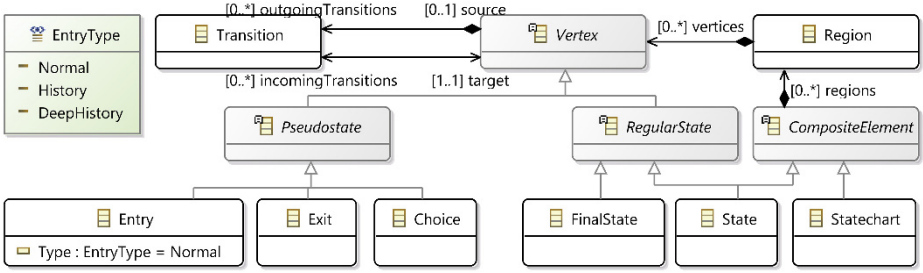 [0..*] outgoingTransitions
[0..1] source
EntryType
Transition
Vertex
[0..*] vertices
Region
Normal
History
DeepHistory
[0..*] incomingTransitions
[1..1] target
[0..*] regions
Pseudostate
RegularState
CompositeElement
Entry
Exit
Choice
FinalState
State
Statechart
Type : EntryType = Normal